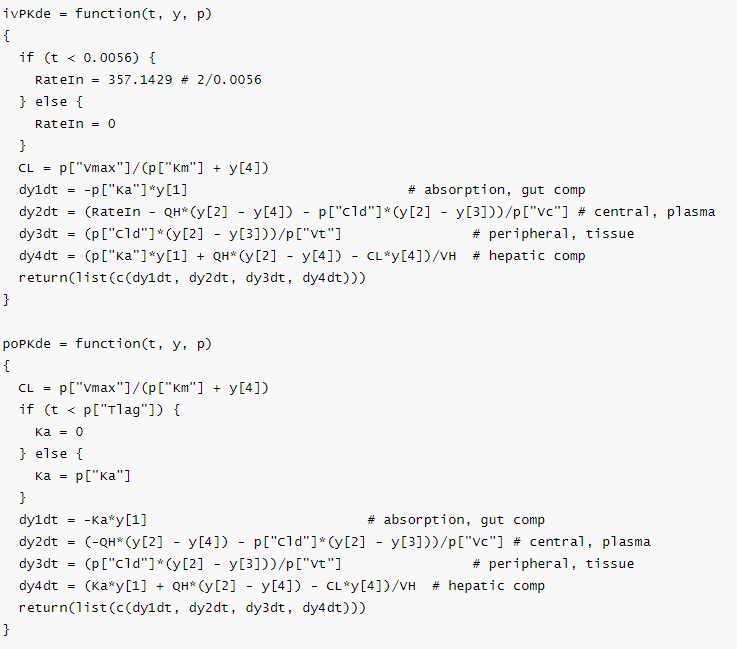 ivPKde = function(t, y, p)
{
  if (t < 0.0056) {
    RateIn = 357.1429 # 2/0.0056
  } else {
    RateIn = 0
  }
  CL = p["Vmax"]/(p["Km"] + y[4])
  dy1dt = -p["Ka"]*y[1]                           # absorption, gut comp
  dy2dt = (RateIn - QH*(y[2] - y[4]) - p["Cld"]*(y[2] - y[3]))/p["Vc"] # central, plasma
  dy3dt = (p["Cld"]*(y[2] - y[3]))/p["Vt"]                # peripheral, tissue
  dy4dt = (p["Ka"]*y[1] + QH*(y[2] - y[4]) - CL*y[4])/VH  # hepatic comp
  return(list(c(dy1dt, dy2dt, dy3dt, dy4dt)))
}

poPKde = function(t, y, p)
{
  CL = p["Vmax"]/(p["Km"] + y[4])
  if (t < p["Tlag"]) {
    Ka = 0
  } else {
    Ka = p["Ka"]
  }
  dy1dt = -Ka*y[1]                           # absorption, gut comp
  dy2dt = (-QH*(y[2] - y[4]) - p["Cld"]*(y[2] - y[3]))/p["Vc"] # central, plasma
  dy3dt = (p["Cld"]*(y[2] - y[3]))/p["Vt"]                # peripheral, tissue
  dy4dt = (Ka*y[1] + QH*(y[2] - y[4]) - CL*y[4])/VH  # hepatic comp
  return(list(c(dy1dt, dy2dt, dy3dt, dy4dt)))
}